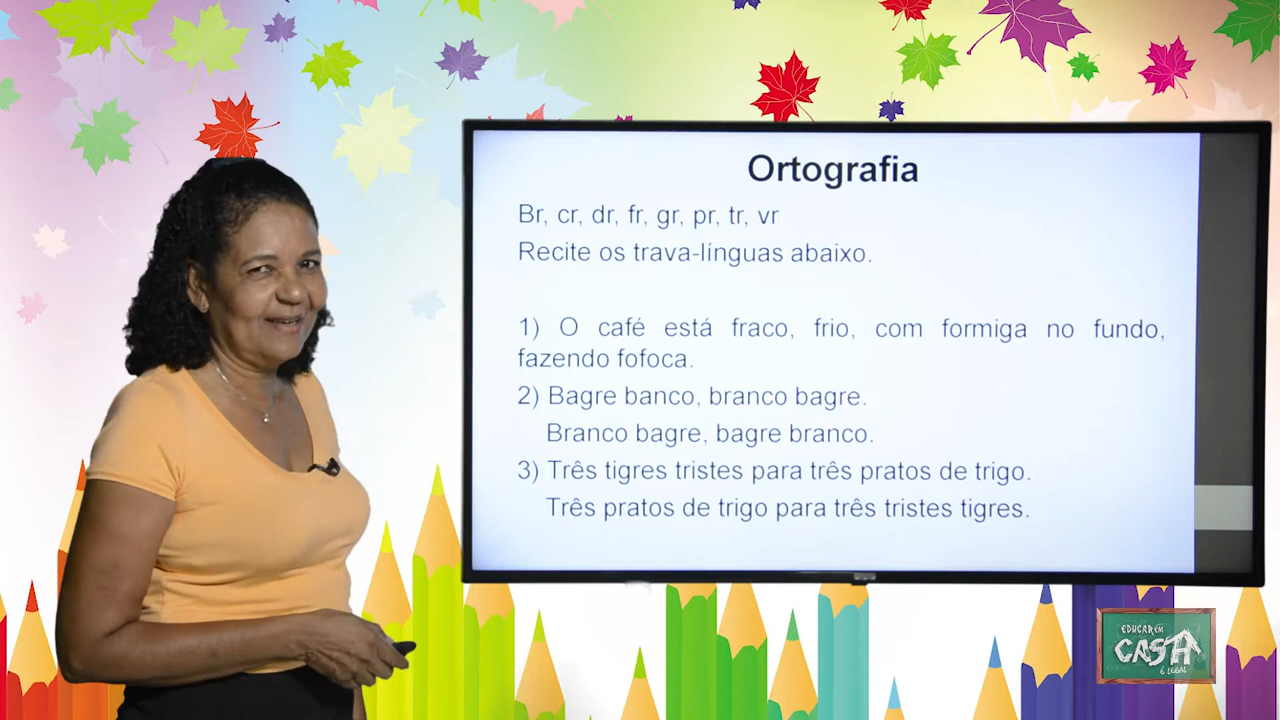 Ortografia
Br, cr, dr, fr, gr, pr, tr, vr
Recite os trava-línguas abaixo.
1) O café está fraco, frio, com formiga no fundo,
fazendo fofoca.
2) Bagre banco, branco bagre.
Branco bagre, bagre branco.
3) Três tigres tristes para três pratos de trigo.
Três pratos de trigo para três tristes tigres.
EDUCAR EM
CASA
É LEGAL